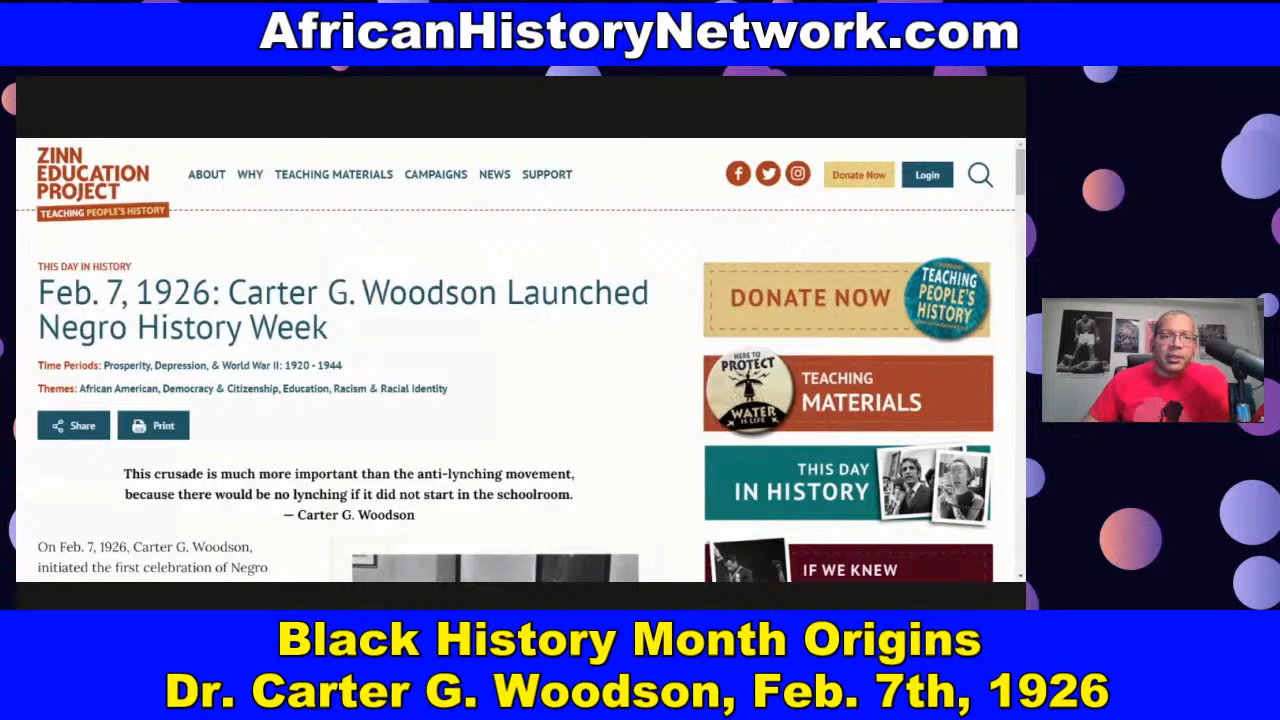 AfricanHistoryNetwork.com
ZINN
EDUCATION
PROJECT
TEACHING PEOPLE'S HISTORY
ABOUT WHY TEACHING MATERIALS CAMPAIGNS NEWS SUPPORT
Donate Now Login
THIS DAY IN HISTORY
Feb. 7, 1926: Carter G. Woodson Launched
Negro History Week
Time Periods: Prosperity, Depression, & World War II: 1920 - 1944
Themes: African American, Democracy & Citizenship, Education, Racism & Racial Identity
Share Print
This crusade is much more important than the anti-lynching movement,
because there would be no lynching if it did not start in the schoolroom.
— Carter G. Woodson
On Feb. 7, 1926, Carter G. Woodson,
initiated the first celebration of Negro
DONATE NOW
TEACHING
PEOPLE'S
HISTORY
HERE TO
PROTECT
WATER
IS LIFE
TEACHING
MATERIALS
THIS DAY
IN HISTORY
IF WE KNEW
Black History Month Origins
Dr. Carter G. Woodson, Feb. 7th, 1926